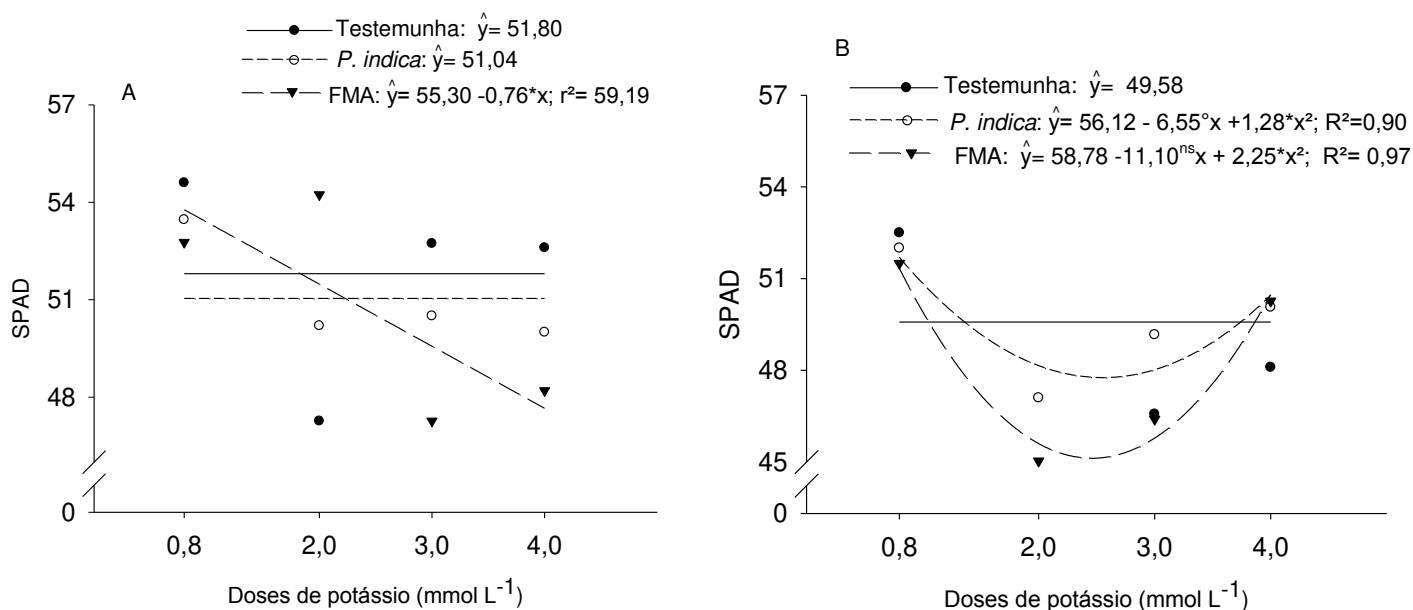 Testemunha: ŷ= 51,80
P. indica: ŷ= 51,04
FMA: ŷ= 55,30 -0,76*x; r²= 59,19
A
57
54
51
48
0
SPAD
0,8 2,0 3,0 4,0
Doses de potássio (mmol L⁻¹)
B
Testemunha: ŷ= 49,58
P. indica: ŷ= 56,12 - 6,55°x +1,28*x²; R²=0,90
FMA: ŷ= 58,78 -11,10ⁿˢx + 2,25*x²; R²= 0,97
57
54
51
48
45
0
SPAD
0,8 2,0 3,0 4,0
Doses de potássio (mmol L⁻¹)